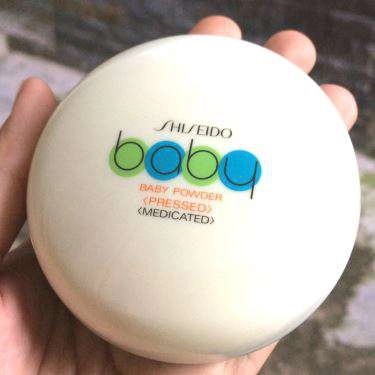 SHISEIDO
baby
BABY POWDER
〈PRESSED〉
〈MEDICATED〉